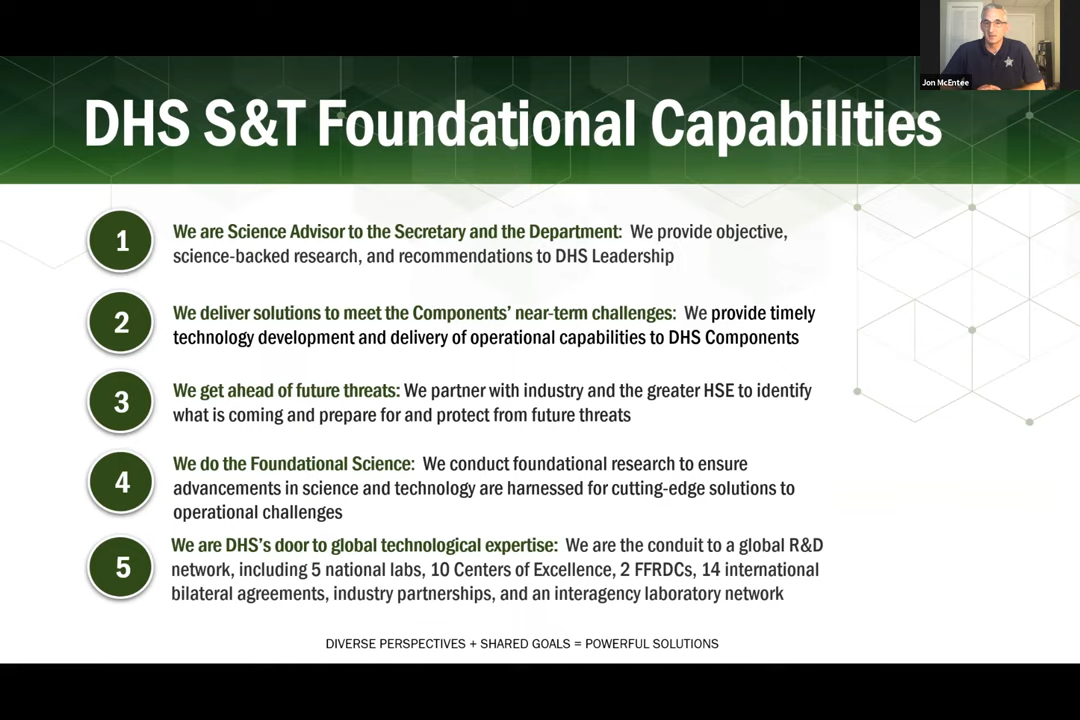 Jon McEntee
DHS S&T Foundational Capabilities
1
We are Science Advisor to the Secretary and the Department: We provide objective,
science-backed research, and recommendations to DHS Leadership
2
We deliver solutions to meet the Components' near-term challenges: We provide timely
technology development and delivery of operational capabilities to DHS Components
3
We get ahead of future threats: We partner with industry and the greater HSE to identify
what is coming and prepare for and protect from future threats
4
We do the Foundational Science: We conduct foundational research to ensure
advancements in science and technology are harnessed for cutting-edge solutions to
operational challenges
5
We are DHS's door to global technological expertise: We are the conduit to a global R&D
network, including 5 national labs, 10 Centers of Excellence, 2 FFRDCs, 14 international
bilateral agreements, industry partnerships, and an interagency laboratory network
DIVERSE PERSPECTIVES + SHARED GOALS = POWERFUL SOLUTIONS